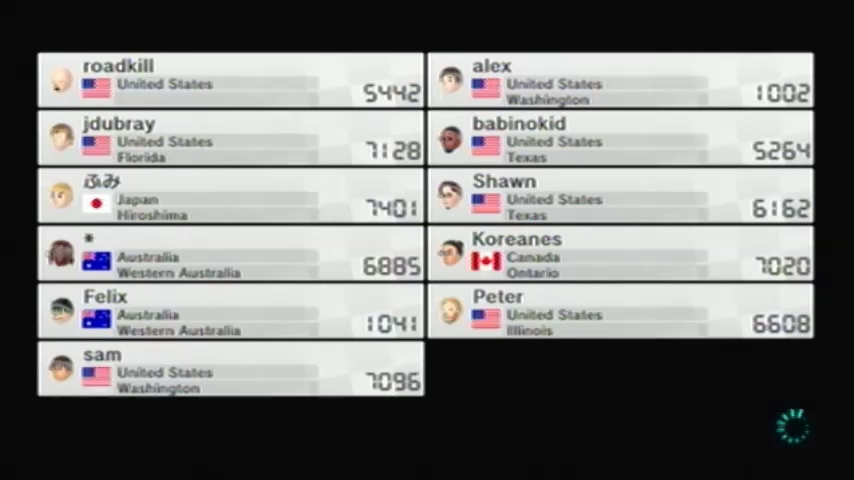 roadkill
United States
5442
alex
United States
Washington
1002
jdubray
United States
Florida
7128
babinokid
United States
Texas
5264
ふみ
Japan
Hiroshima
7401
Shawn
United States
Texas
6162
*
Australia
Western Australia
6885
Koreanes
Canada
Ontario
7020
Felix
Australia
Western Australia
1041
Peter
United States
Illinois
6608
sam
United States
Washington
7096